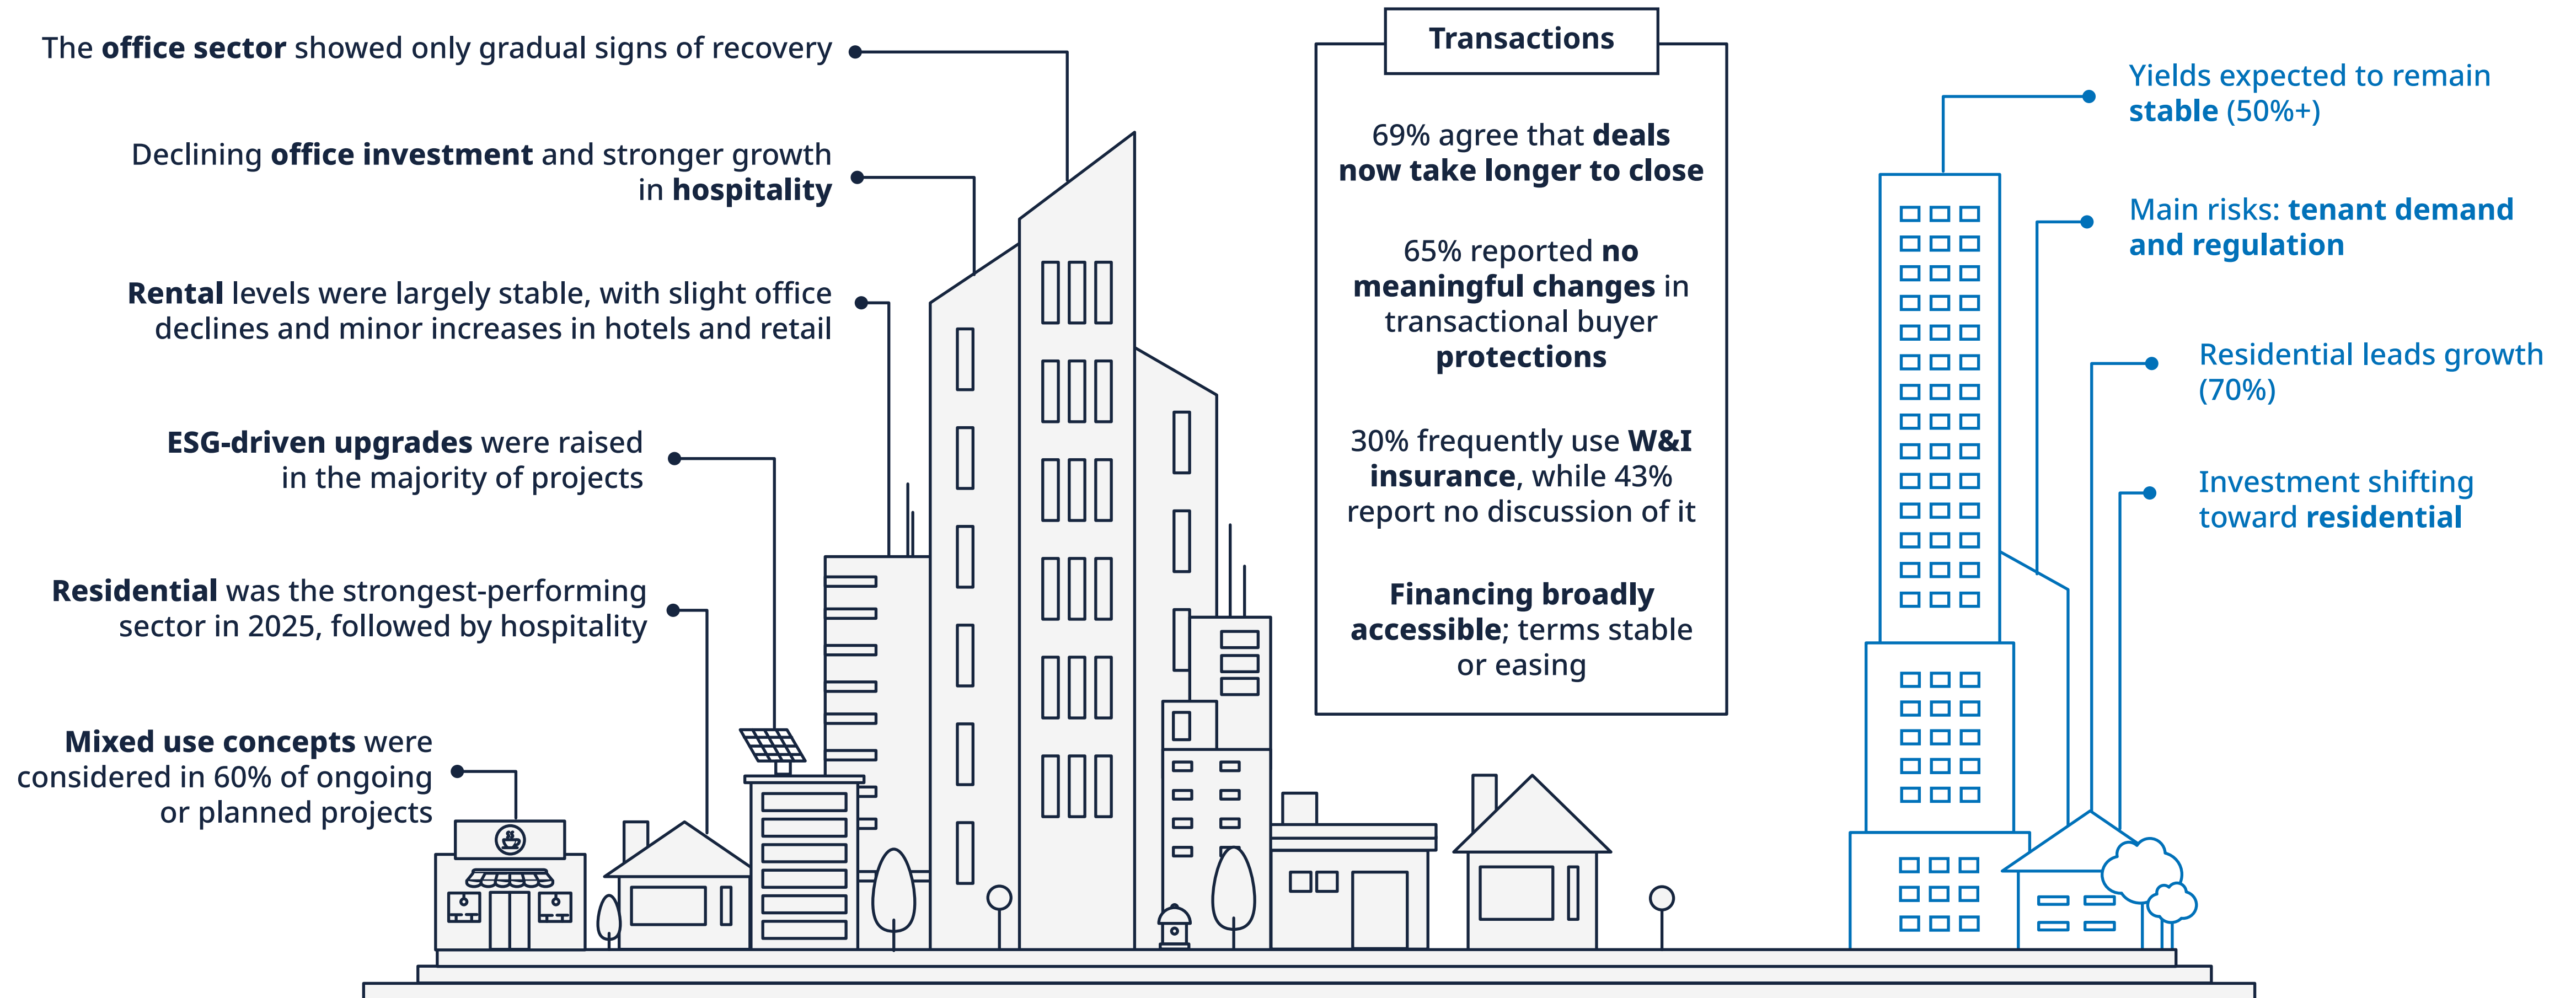 The office sector showed only gradual signs of recovery
Declining office investment and stronger growth
in hospitality
Rental levels were largely stable, with slight office
declines and minor increases in hotels and retail
ESG-driven upgrades were raised
in the majority of projects
Residential was the strongest-performing
sector in 2025, followed by hospitality
Mixed use concepts were
considered in 60% of ongoing
or planned projects
Transactions
69% agree that deals
now take longer to close
65% reported no
meaningful changes in
transactional buyer
protections
30% frequently use W&I
insurance, while 43%
report no discussion of it
Financing broadly
accessible; terms stable
or easing
Yields expected to remain
stable (50%+)
Main risks: tenant demand
and regulation
Residential leads growth
(70%)
Investment shifting
toward residential